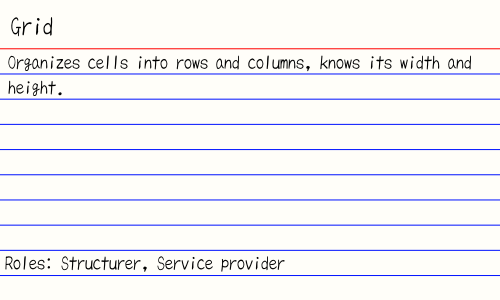 Grid
Organizes cells into rows and columns, knows its width and
height.
Roles: Structurer, Service provider